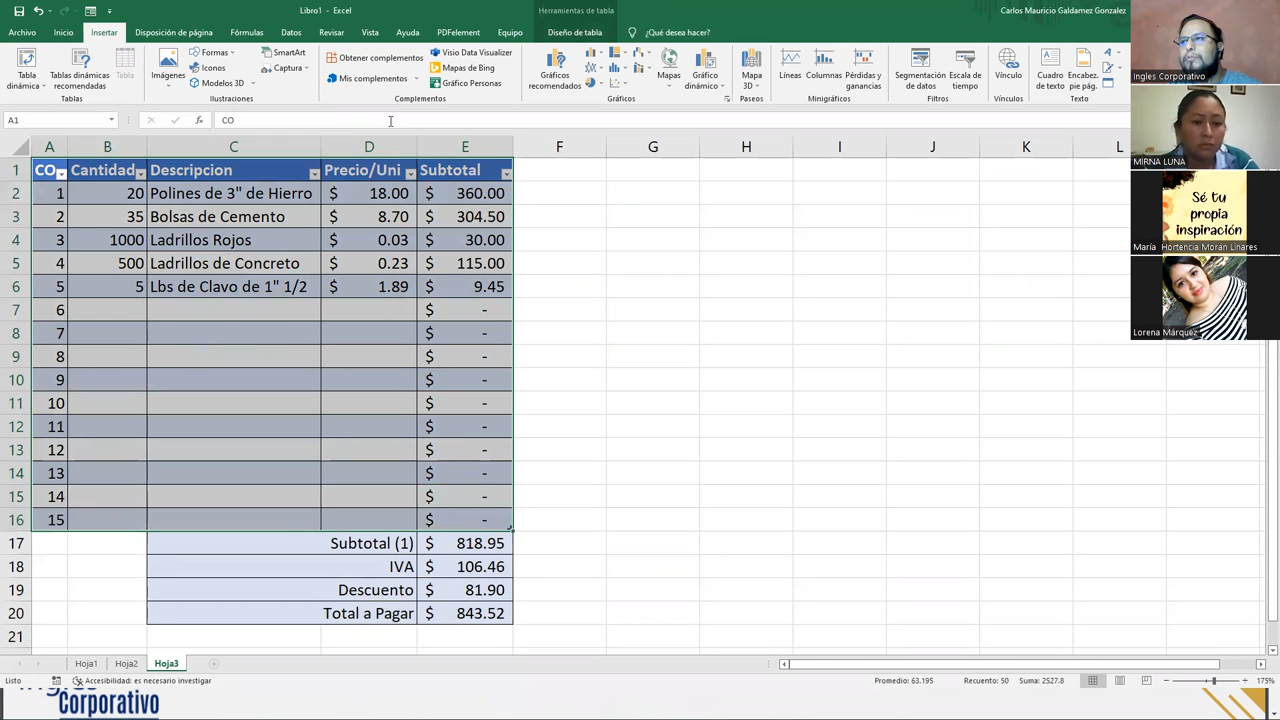 Libro1 - Excel
Herramientas de tabla
Carlos Mauricio Galdamez Gonzalez
Archivo Inicio Insertar Disposición de página Fórmulas Datos Revisar Vista Ayuda PDFelement Equipo Diseño de tabla ¿Qué desea hacer?
Tabla dinámica
Tablas dinámicas recomendadas
Tabla
Tablas
Imágenes
Formas
Iconos
Modelos 3D
SmartArt
Captura
Ilustraciones
Obtener complementos
Mis complementos
Visio Data Visualizer
Mapas de Bing
Gráfico Personas
Complementos
Gráficos recomendados
Mapas
Gráfico dinámico
Gráficos
Mapa 3D
Paseos
Líneas
Columnas
Pérdidas y ganancias
Minigráficos
Segmentación de datos
Escala de tiempo
Filtros
Vínculo
Vínculos
Cuadro de texto
Encabez. pie pág.
Texto
A1 fx CO
A B C D E F G H I J K L
1 CO Cantidad Descripcion Precio/Uni Subtotal
2 1 20 Polines de 3" de Hierro $ 18.00 $ 360.00
3 2 35 Bolsas de Cemento $ 8.70 $ 304.50
4 3 1000 Ladrillos Rojos $ 0.03 $ 30.00
5 4 500 Ladrillos de Concreto $ 0.23 $ 115.00
6 5 5 Lbs de Clavo de 1" 1/2 $ 1.89 $ 9.45
7 6 $ -
8 7 $ -
9 8 $ -
10 9 $ -
11 10 $ -
12 11 $ -
13 12 $ -
14 13 $ -
15 14 $ -
16 15 $ -
17 Subtotal (1) $ 818.95
18 IVA $ 106.46
19 Descuento $ 81.90
20 Total a Pagar $ 843.52
21
Hoja1 Hoja2 Hoja3
Listo Accesibilidad: es necesario investigar Promedio: 63.195 Recuento: 50 Suma: 2527.8 175%
Corporativo
Ingles Corporativo
MIRNA LUNA
Sé tu
propia
inspiración
María Hortencia Morán Linares
Lorena Márquez